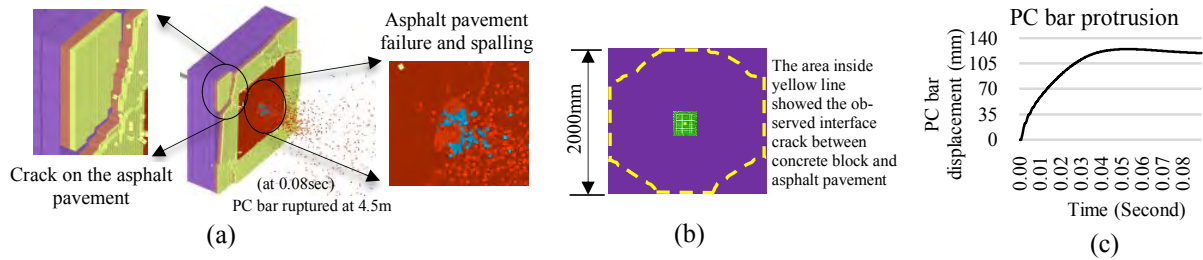 Asphalt pavement
failure and spalling
Crack on the asphalt
pavement
(at 0.08sec)
PC bar ruptured at 4.5m
(a)
2000mm
The area inside
yellow line
showed the ob-
served interface
crack between
concrete block and
asphalt pavement
(b)
PC bar protrusion
PC bar
displacement (mm)
140
105
70
35
0
0.00
0.01
0.02
0.03
0.04
0.05
0.06
0.07
0.08
Time (Second)
(c)